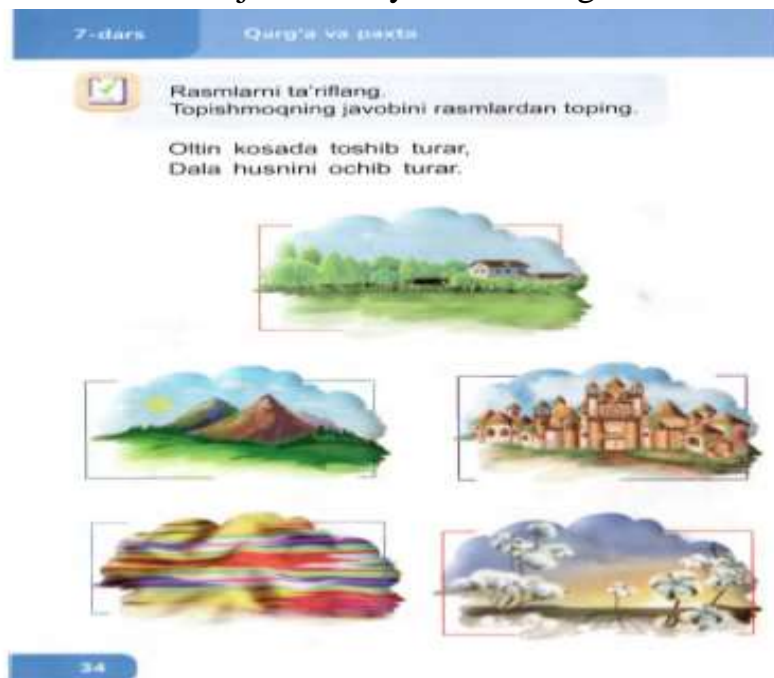 7-dars
Qarg'a va paxta
Rasmlarni ta'riflang.
Topishmoqning javobini rasmlardan toping.
Oltin kosada toshib turar,
Dala husnini ochib turar.
34